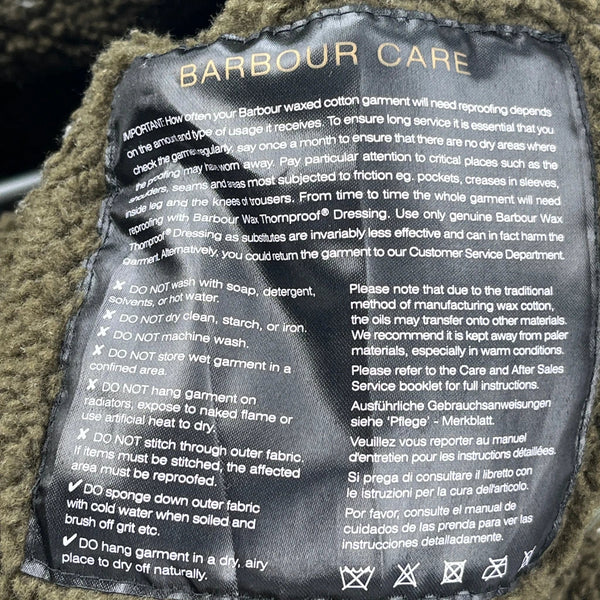 BARBOUR CARE
IMPORTANT: How often your Barbour waxed cotton garment will need reproofing depends
on the amount and type of usage it receives. To ensure long service it is essential that you
check the garment regularly, say once a month to ensure that there are no dry areas where
the proofing may have worn away. Pay particular attention to critical places such as the
shoulders, seams and areas most subjected to friction eg. pockets, creases in sleeves,
inside leg and the knees of trousers. From time to time the whole garment will need
reproofing with Barbour Wax Thornproof® Dressing. Use only genuine Barbour Wax
Thornproof® Dressing as substitutes are invariably less effective and can in fact harm the
Garment. Alternatively, you could return the garment to our Customer Service Department.
✗ DO NOT wash with soap, detergent,
solvents, or hot water.
✗ DO NOT dry clean, starch, or iron.
✗ DO NOT machine wash.
✗ DO NOT store wet garment in a
confined area.
✗ DO NOT hang garment on
radiators, expose to naked flame or
use artificial heat to dry.
✗ DO NOT stitch through outer fabric.
If items must be stitched, the affected
area must be reproofed.
✓ DO sponge down outer fabric
with cold water when soiled and
brush off grit etc.
✓ DO hang garment in a dry, airy
place to dry off naturally.
Please note that due to the traditional
method of manufacturing wax cotton,
the oils may transfer onto other materials.
We recommend it is kept away from paler
materials, especially in warm conditions.
Please refer to the Care and After Sales
Service booklet for full instructions.
Ausführliche Gebrauchsanweisungen
siehe 'Pflege' - Merkblatt.
Veuillez vous reporter au manuel
d'entretien pour les instructions détaillées.
Si prega di consultare il libretto con
le istruzioni per la cura dell'articolo.
Por favor, consulte el manual de
cuidados de las prenda para ver las
instrucciones detalladamente.